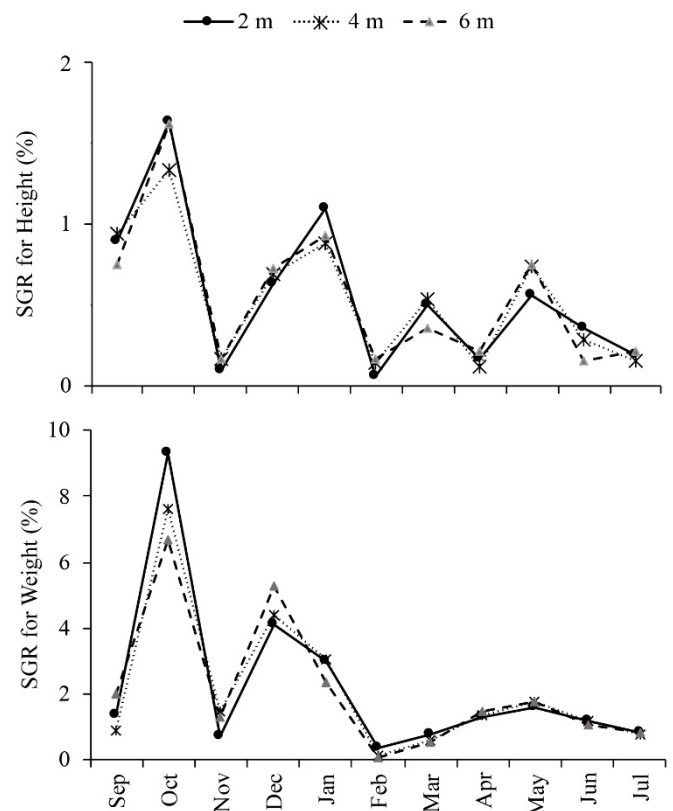 2 m 4 m 6 m
SGR for Height (%)
2
1
0
SGR for Weight (%)
10
8
6
4
2
0
Sep Oct Nov Dec Jan Feb Mar Apr May Jun Jul